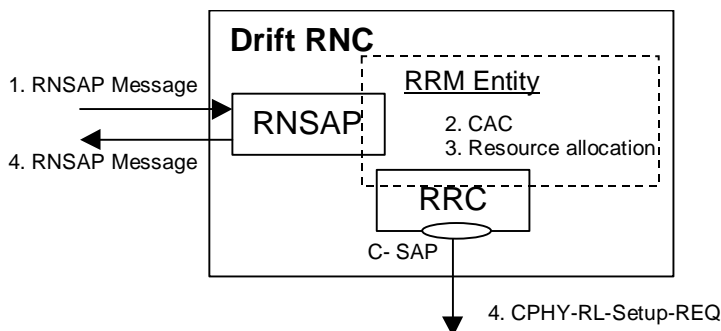 Drift RNC
1. RNSAP Message
RRM Entity
RNSAP
2. CAC
3. Resource allocation
4. RNSAP Message
RRC
C- SAP
4. CPHY-RL-Setup-REQ